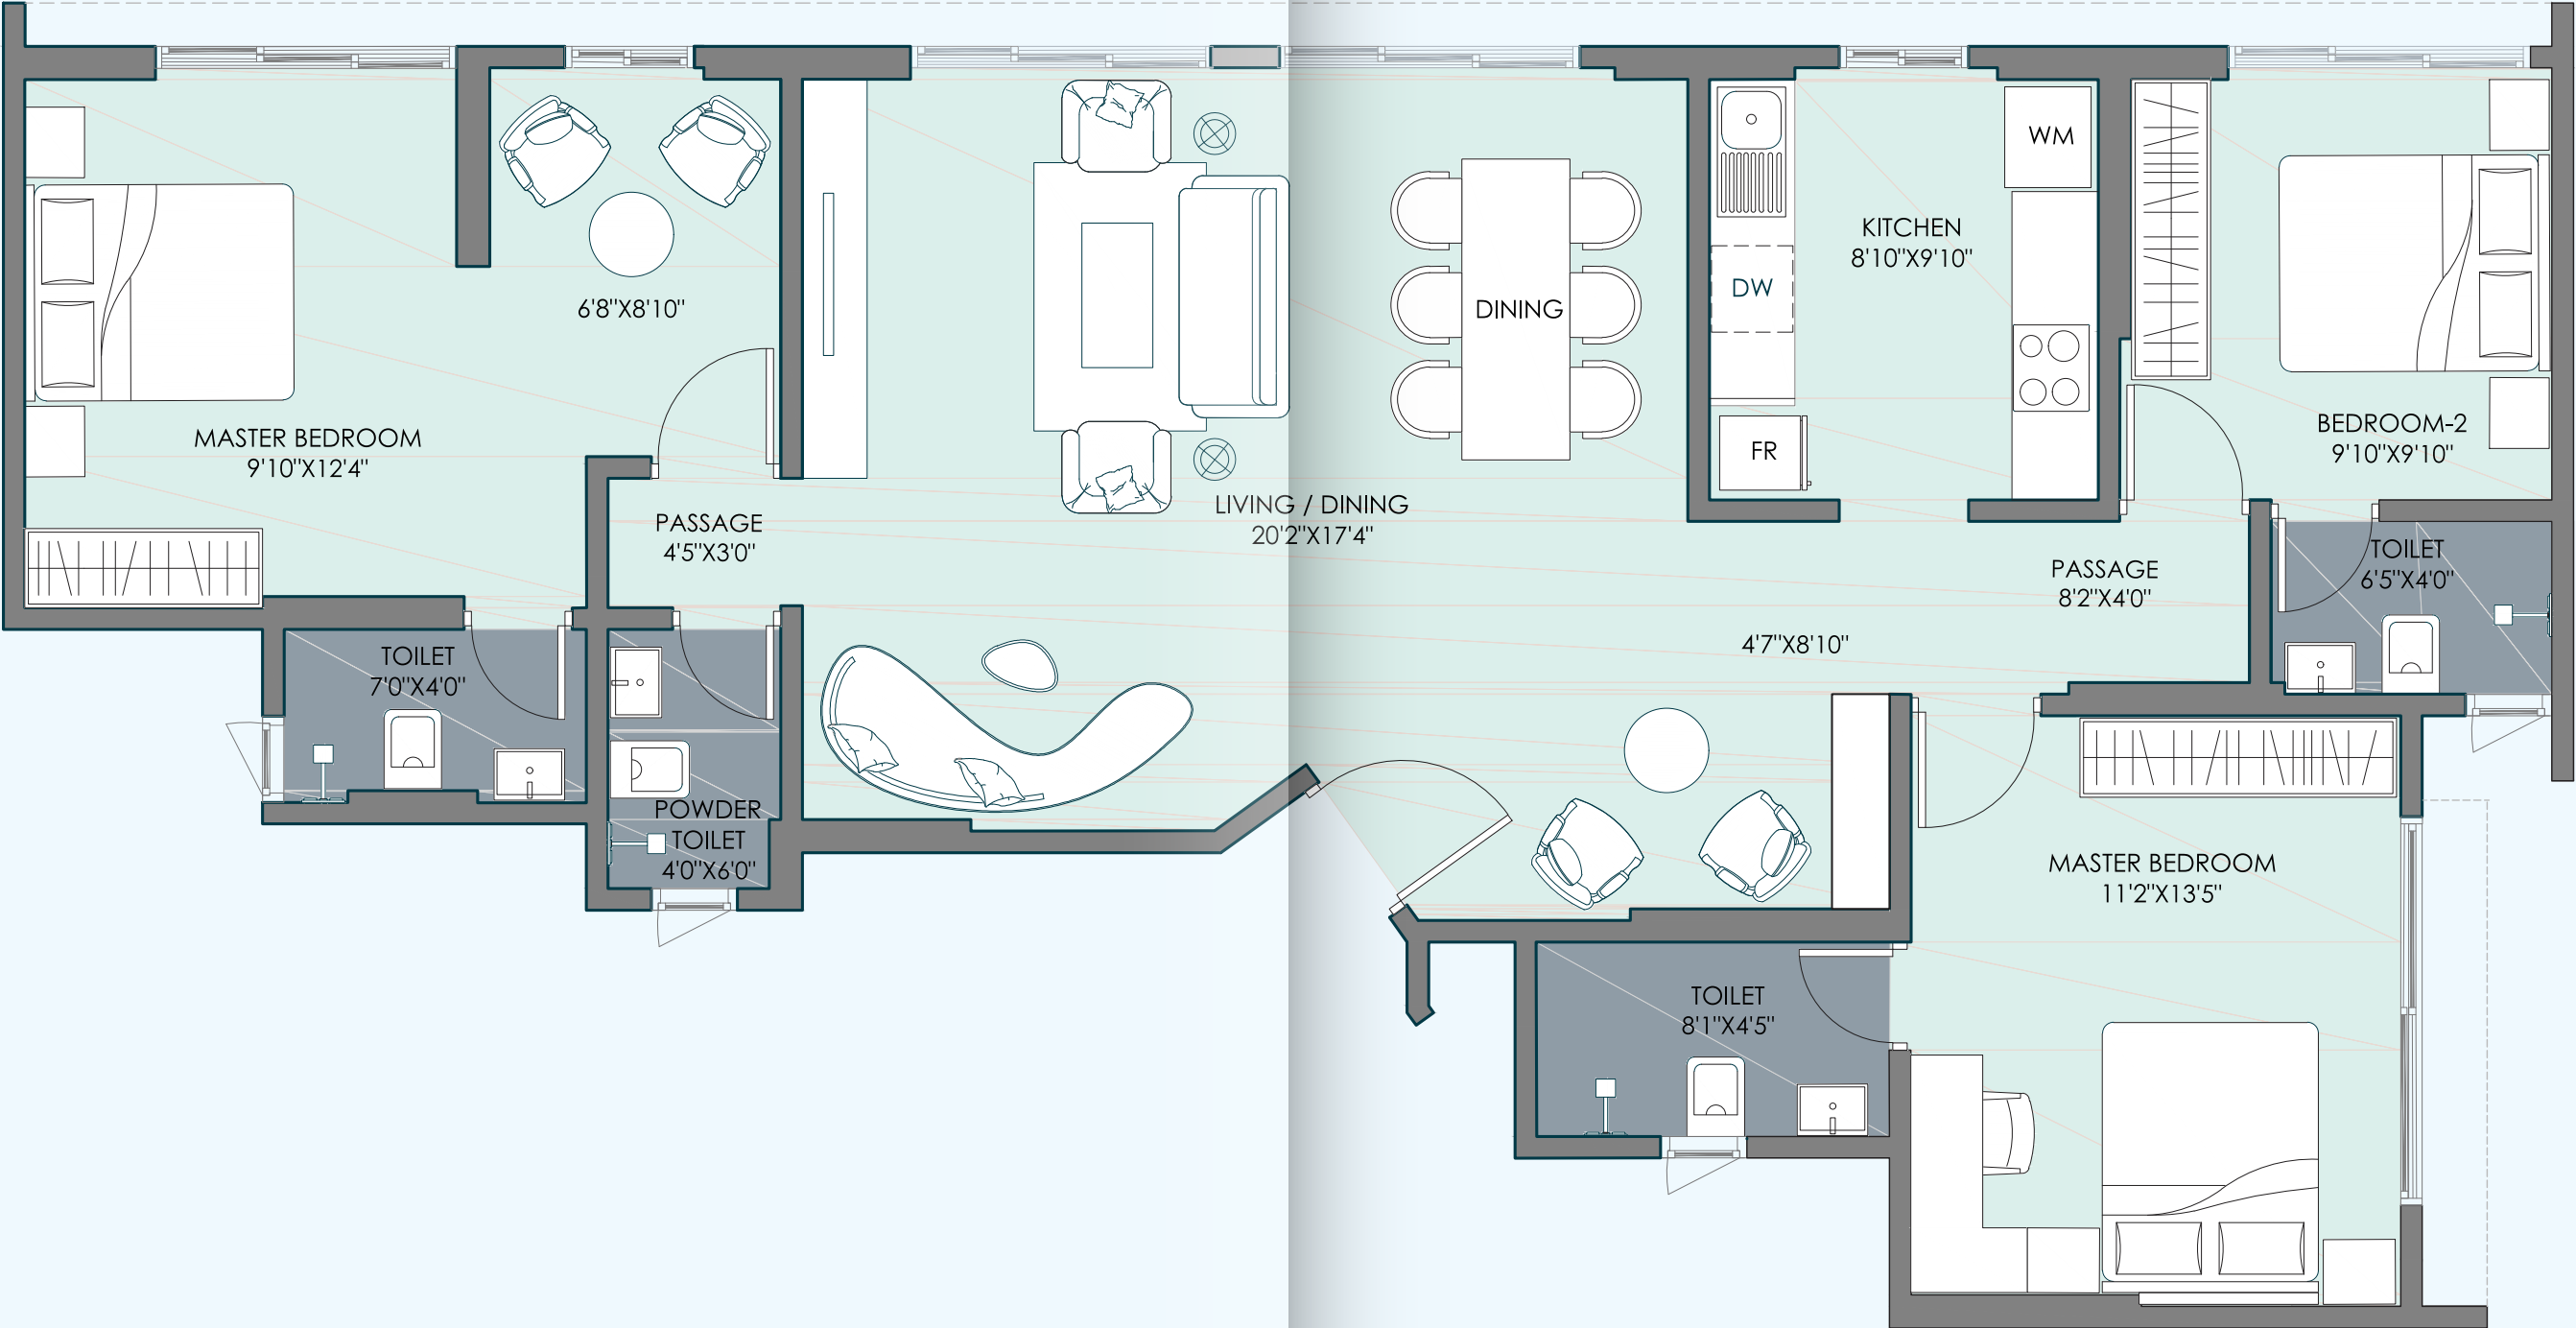 WM
KITCHEN
8'10"X9'10"
DW
DINING
6'8"X8'10"
MASTER BEDROOM
9'10"X12'4"
FR
BEDROOM-2
9'10"X9'10"
LIVING / DINING
20'2"X17'4"
PASSAGE
4'5"X3'0"
PASSAGE
8'2"X4'0"
TOILET
6'5"X4'0"
4'7"X8'10"
TOILET
7'0"X4'0"
POWDER
TOILET
4'0"X6'0"
MASTER BEDROOM
11'2"X13'5"
TOILET
8'1"X4'5"